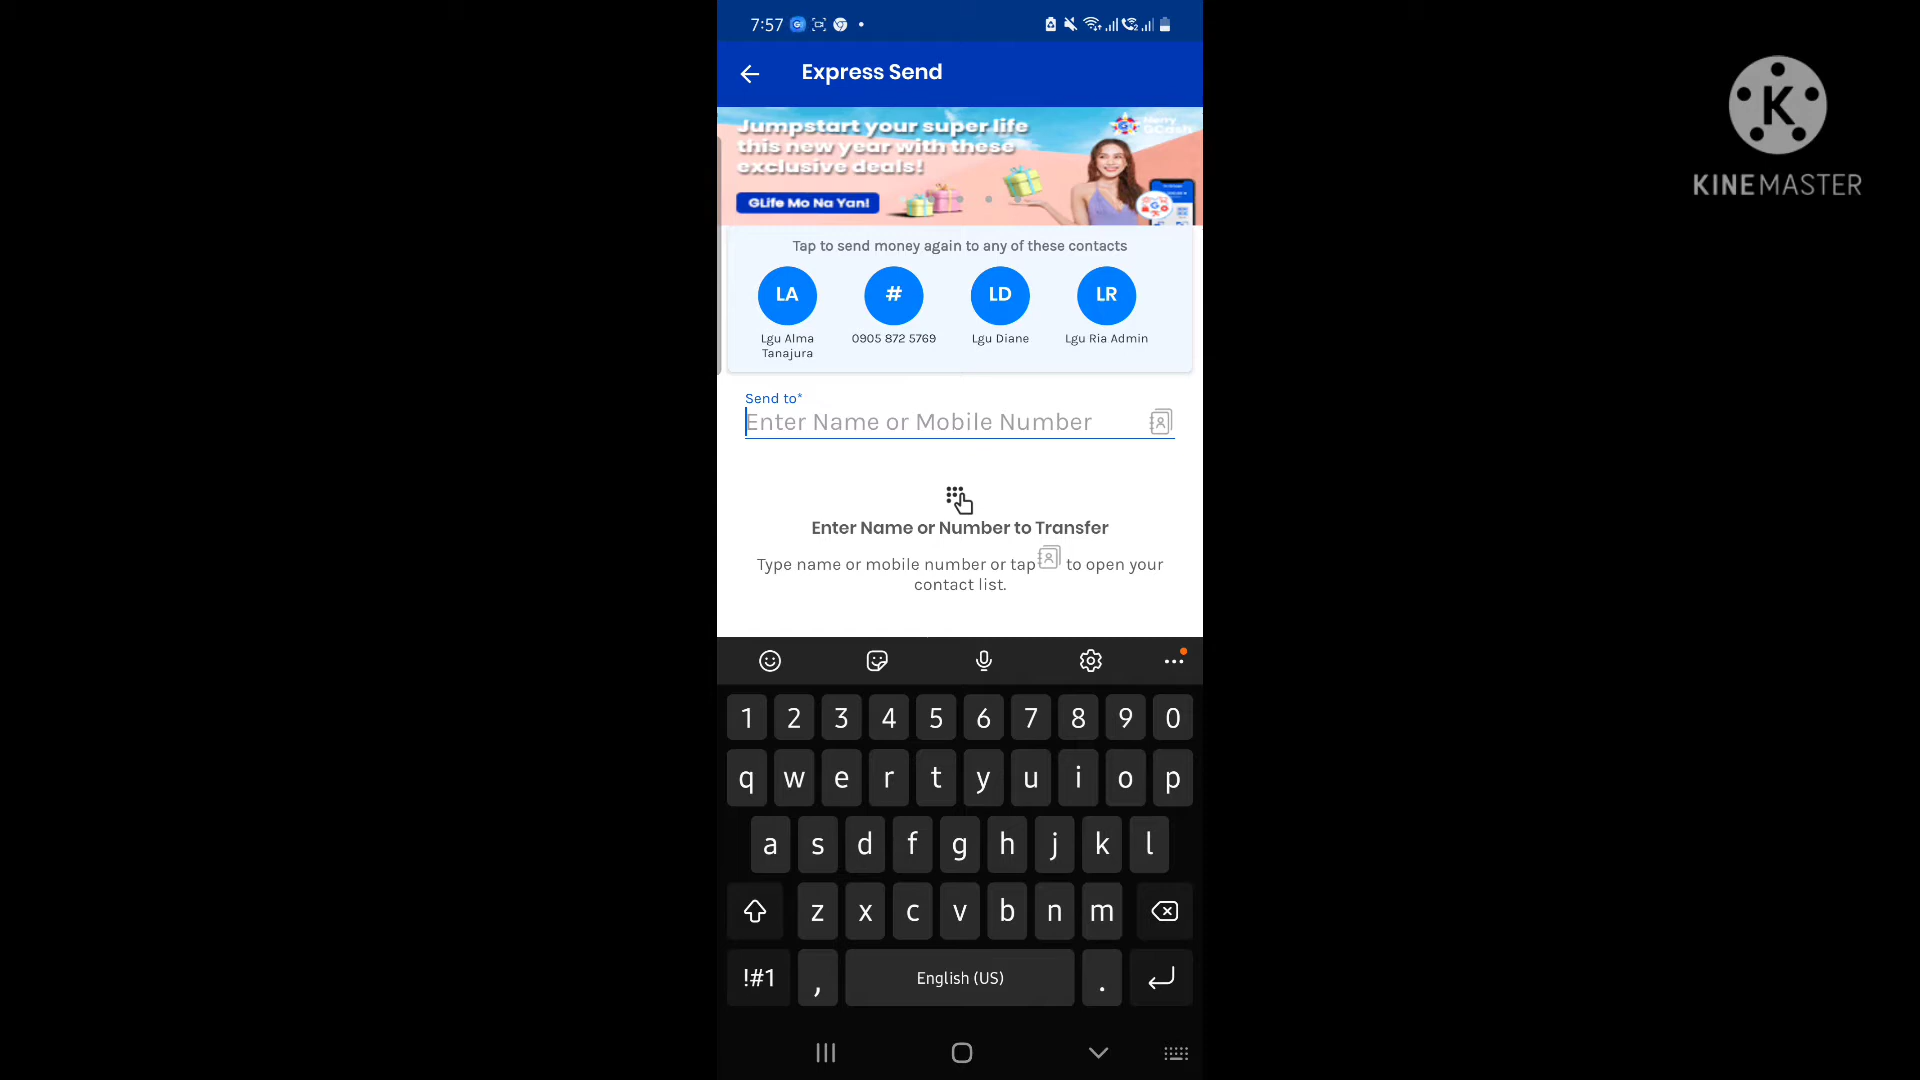 7:57
Express Send
Jumpstart your super life
this new year with these
exclusive deals!
Merry
GCash
GLife Mo Na Yan!
Tap to send money again to any of these contacts
LA
#
LD
LR
Lgu Alma
Tanajura
0905 872 5769
Lgu Diane
Lgu Ria Admin
Send to*
Enter Name or Mobile Number
Enter Name or Number to Transfer
Type name or mobile number or tap to open your
contact list.
1 2 3 4 5 6 7 8 9 0
q w e r t y u i o p
a s d f g h j k l
z x c v b n m
!#1 , English (US) .
K
KINEMASTER